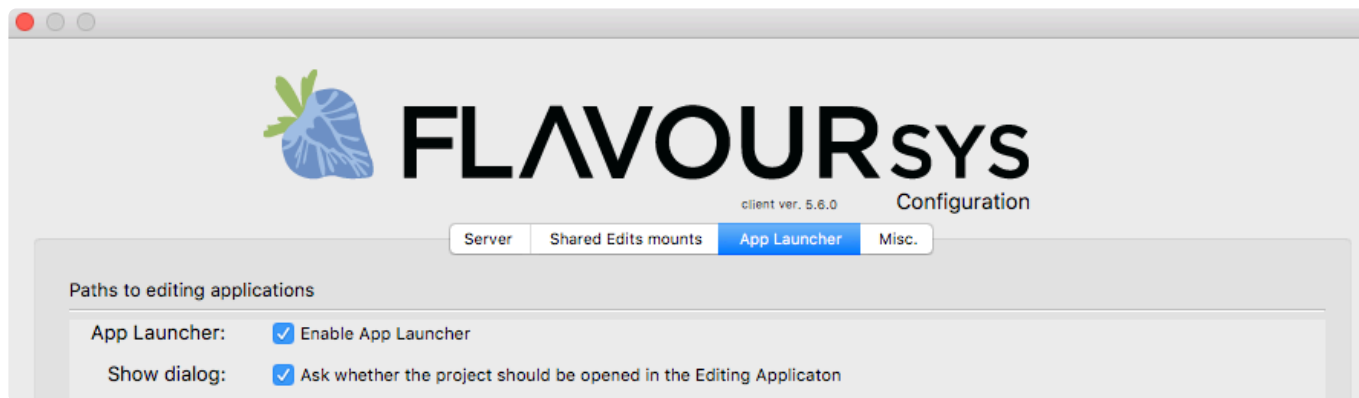 FLAVOURSYS
client ver. 5.6.0 Configuration
Server Shared Edits mounts App Launcher Misc.
Paths to editing applications
App Launcher: Enable App Launcher
Show dialog: Ask whether the project should be opened in the Editing Applicaton